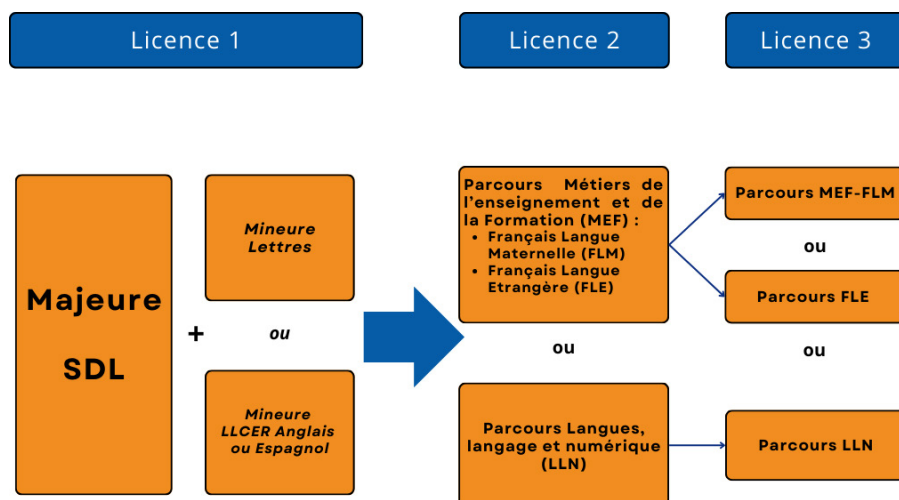 Licence 1
Licence 2
Licence 3
Majeure
SDL
+
Mineure
Lettres
ou
Mineure
LLCER Anglais
ou Espagnol
Parcours Métiers de
l'enseignement et de
la Formation (MEF) :
• Français Langue
Maternelle (FLM)
• Français Langue
Etrangère (FLE)
ou
Parcours Langues,
langage et numérique
(LLN)
Parcours MEF-FLM
ou
Parcours FLE
ou
Parcours LLN